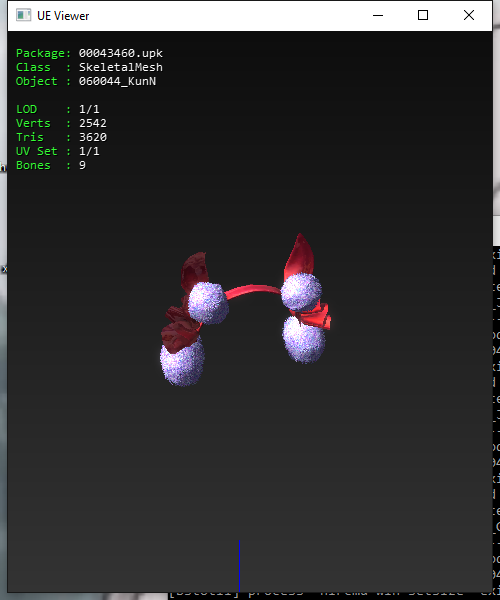 UE Viewer
Package: 00043460.upk
Class : SkeletalMesh
Object : 060044_KunN
LOD : 1/1
Verts : 2542
Tris : 3620
UV Set : 1/1
Bones : 9